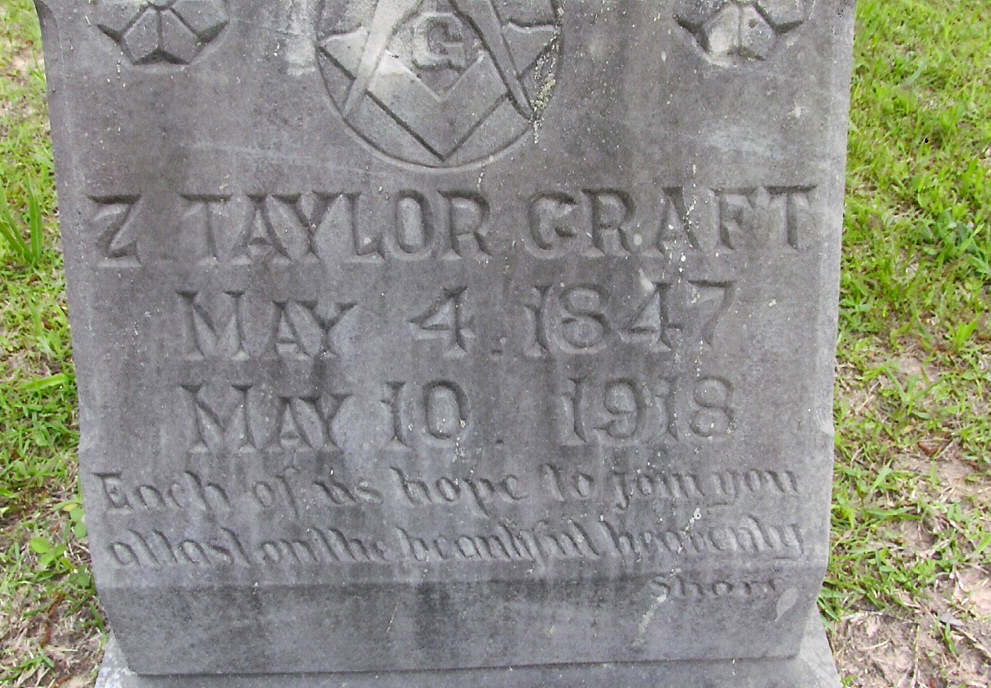 G
Z TAYLOR CRAFT
MAY 4. 1847
MAY 10. 1918
Each of us hope to join you
at last on the beautiful heavenly
shore